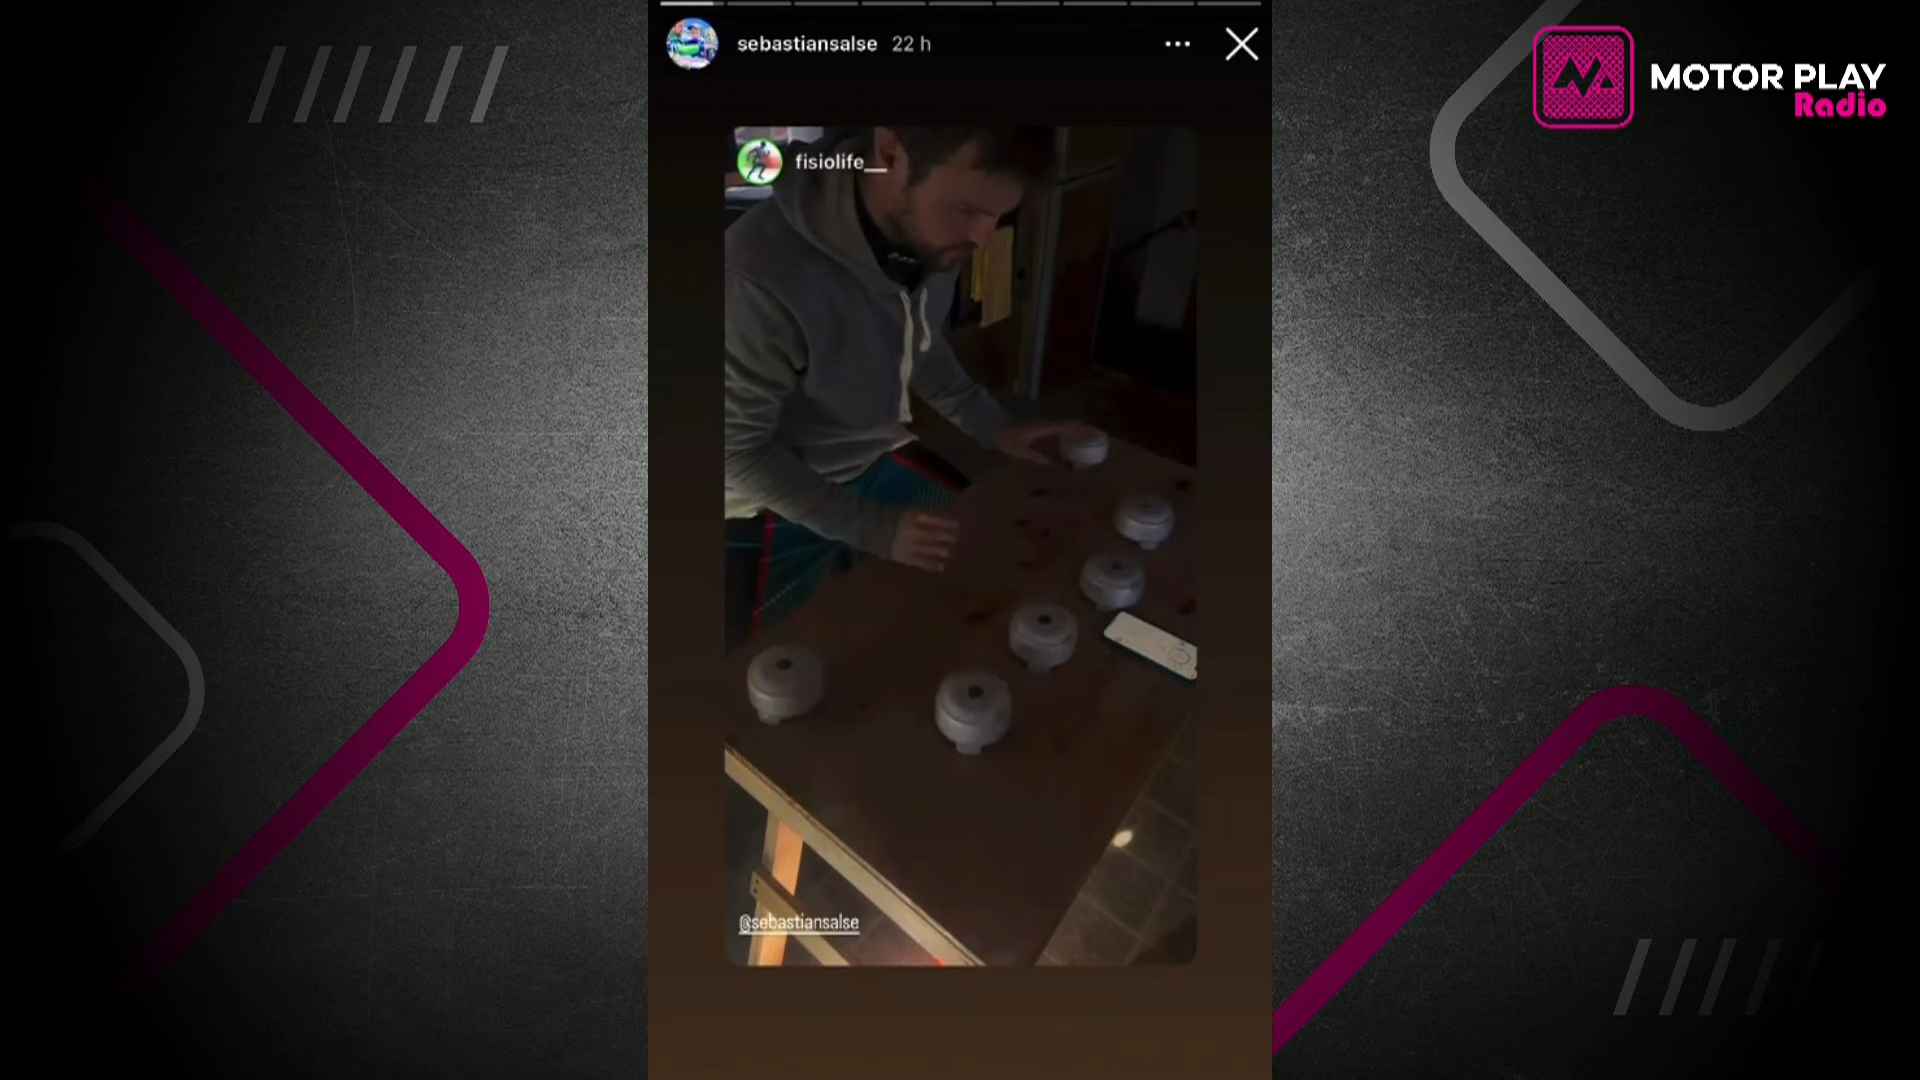 sebastiansalse 22 h
MOTOR PLAY
Radio
fisiolife__
@sebastiansalse